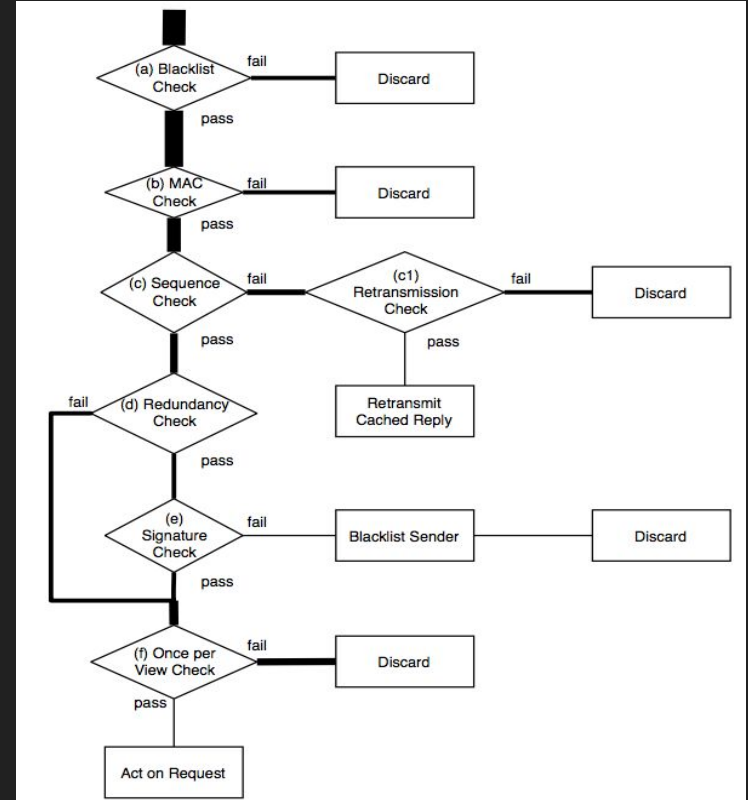 (a) Blacklist
Check
fail
Discard
pass
(b) MAC
Check
fail
Discard
pass
(c) Sequence
Check
fail
(c1)
Retransmission
Check
fail
Discard
pass
pass
Retransmit
Cached Reply
fail
(d) Redundancy
Check
pass
(e)
Signature
Check
fail
Blacklist Sender
Discard
pass
(f) Once per
View Check
fail
Discard
pass
Act on Request